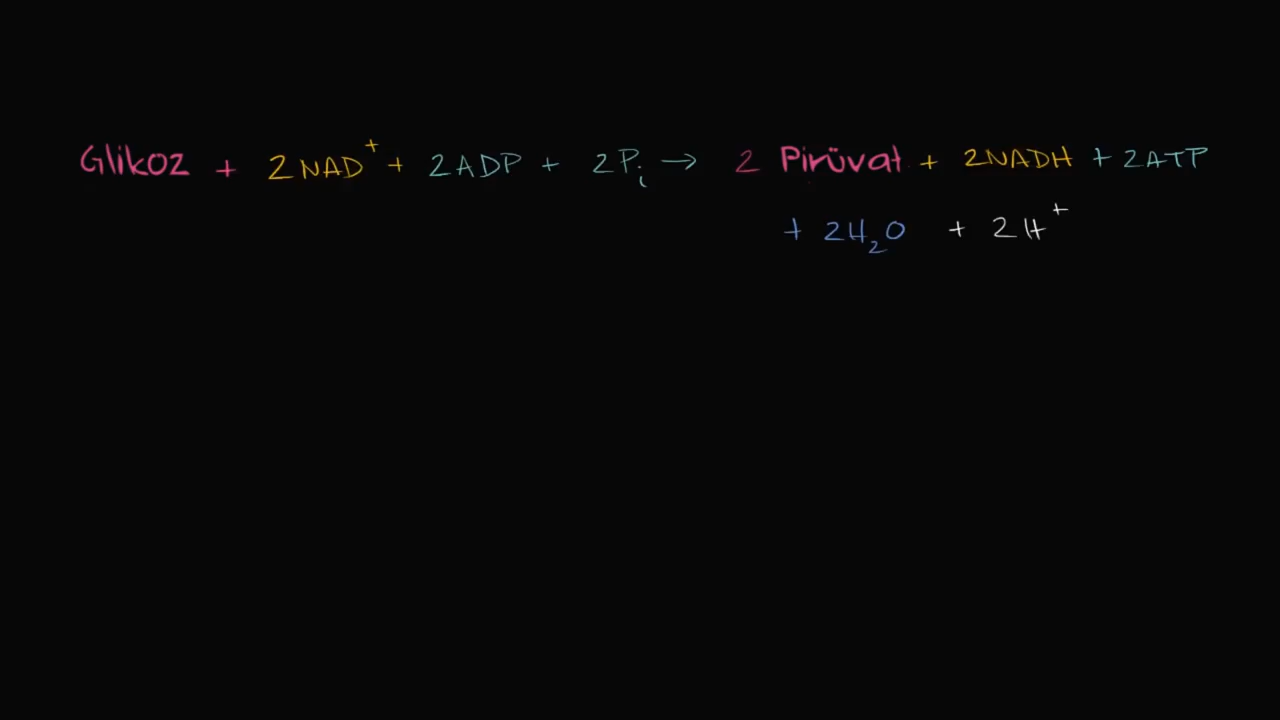 Glikoz + 2NAD⁺ + 2ADP + 2Pᵢ → 2 Pirüvat + 2NADH + 2ATP
+ 2H₂O + 2H⁺